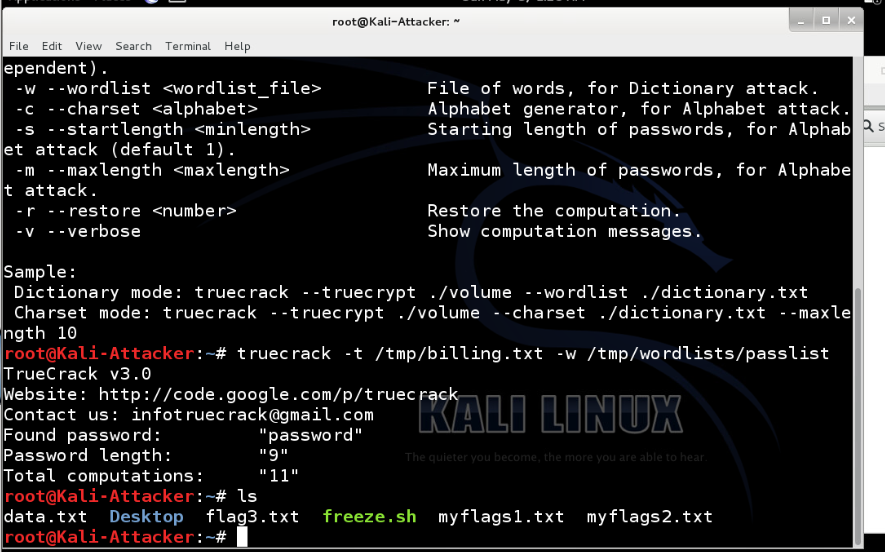 root@Kali-Attacker: ~
File Edit View Search Terminal Help
ependent).
-w --wordlist <wordlist_file> File of words, for Dictionary attack.
-c --charset <alphabet> Alphabet generator, for Alphabet attack.
-s --startlength <minlength> Starting length of passwords, for Alphab
et attack (default 1).
-m --maxlength <maxlength> Maximum length of passwords, for Alphabe
t attack.
-r --restore <number> Restore the computation.
-v --verbose Show computation messages.
Sample:
Dictionary mode: truecrack --truecrypt ./volume --wordlist ./dictionary.txt
Charset mode: truecrack --truecrypt ./volume --charset ./dictionary.txt --maxle
ngth 10
root@Kali-Attacker:~# truecrack -t /tmp/billing.txt -w /tmp/wordlists/passlist
TrueCrack v3.0
Website: http://code.google.com/p/truecrack
Contact us: infotruecrack@gmail.com
Found password: "password"
Password length: "9"
Total computations: "11"
root@Kali-Attacker:~# ls
data.txt Desktop flag3.txt freeze.sh myflags1.txt myflags2.txt
root@Kali-Attacker:~#
KALI LINUX
The quieter you become, the more you are able to hear.